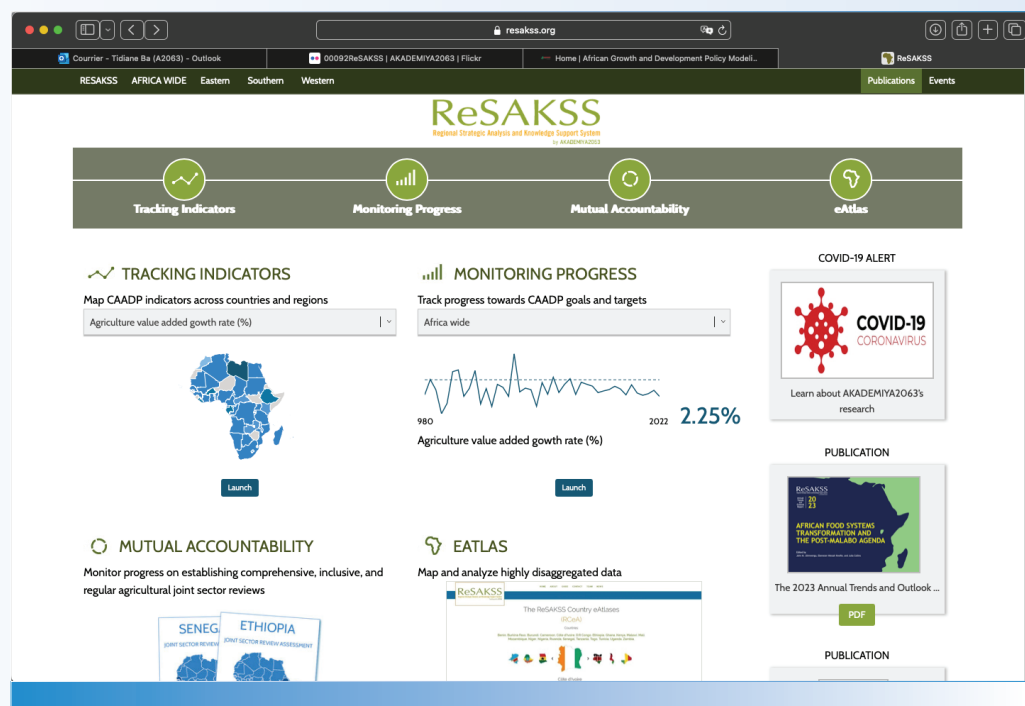 resakss.org
Courrier - Tidiane Ba (A2063) - Outlook
00092ReSAKSS | AKADEMIYA2063 | Flickr
Home | African Growth and Development Policy Modeli...
ReSAKSS
RESAKSS AFRICA WIDE Eastern Southern Western
Publications Events
ReSAKSS
Regional Strategic Analysis and Knowledge Support System
by AKADEMIYA2063
Tracking Indicators
Monitoring Progress
Mutual Accountability
eAtlas
TRACKING INDICATORS
Map CAADP indicators across countries and regions
Agriculture value added gowth rate (%)
Launch
MONITORING PROGRESS
Track progress towards CAADP goals and targets
Africa wide
980
2022
2.25%
Agriculture value added gowth rate (%)
Launch
COVID-19 ALERT
COVID-19
CORONAVIRUS
Learn about AKADEMIYA2063's
research
PUBLICATION
ReSAKSS
20
23
AFRICAN FOOD SYSTEMS
TRANSFORMATION AND
THE POST-MALABO AGENDA
The 2023 Annual Trends and Outlook ...
PDF
PUBLICATION
MUTUAL ACCOUNTABILITY
Monitor progress on establishing comprehensive, inclusive, and
regular agricultural joint sector reviews
SENEG
JOINT SECTOR REVIEW
ETHIOPIA
JOINT SECTOR REVIEW ASSESSMENT
EATLAS
Map and analyze highly disaggregated data
ReSAKSS
The ReSAKSS Country eAtlases
(RCeA)
Côte d'Ivoire